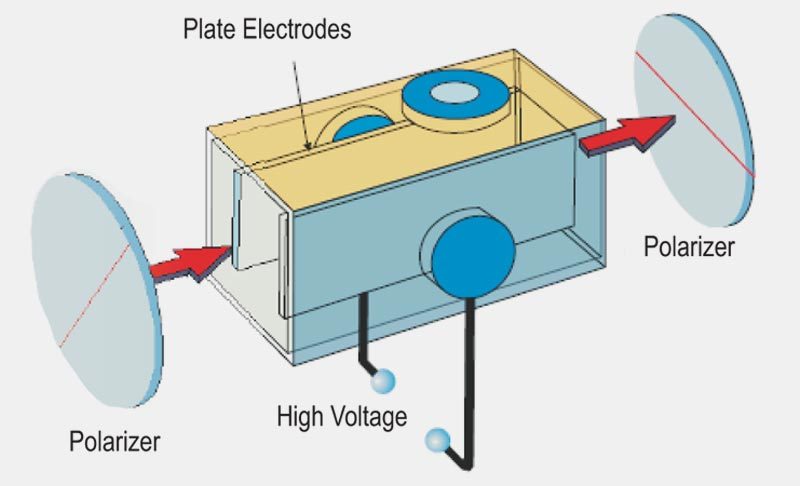 Plate Electrodes
Polarizer
High Voltage
Polarizer